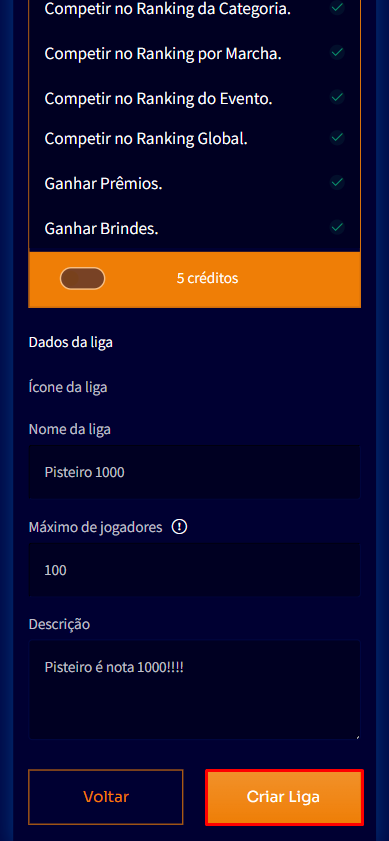 Competir no Ranking da Categoria.
Competir no Ranking por Marcha.
Competir no Ranking do Evento.
Competir no Ranking Global.
Ganhar Prêmios.
Ganhar Brindes.
5 créditos
Dados da liga
Ícone da liga
Nome da liga
Pisteiro 1000
Máximo de jogadores
100
Descrição
Pisteiro é nota 1000!!!!
Voltar
Criar Liga